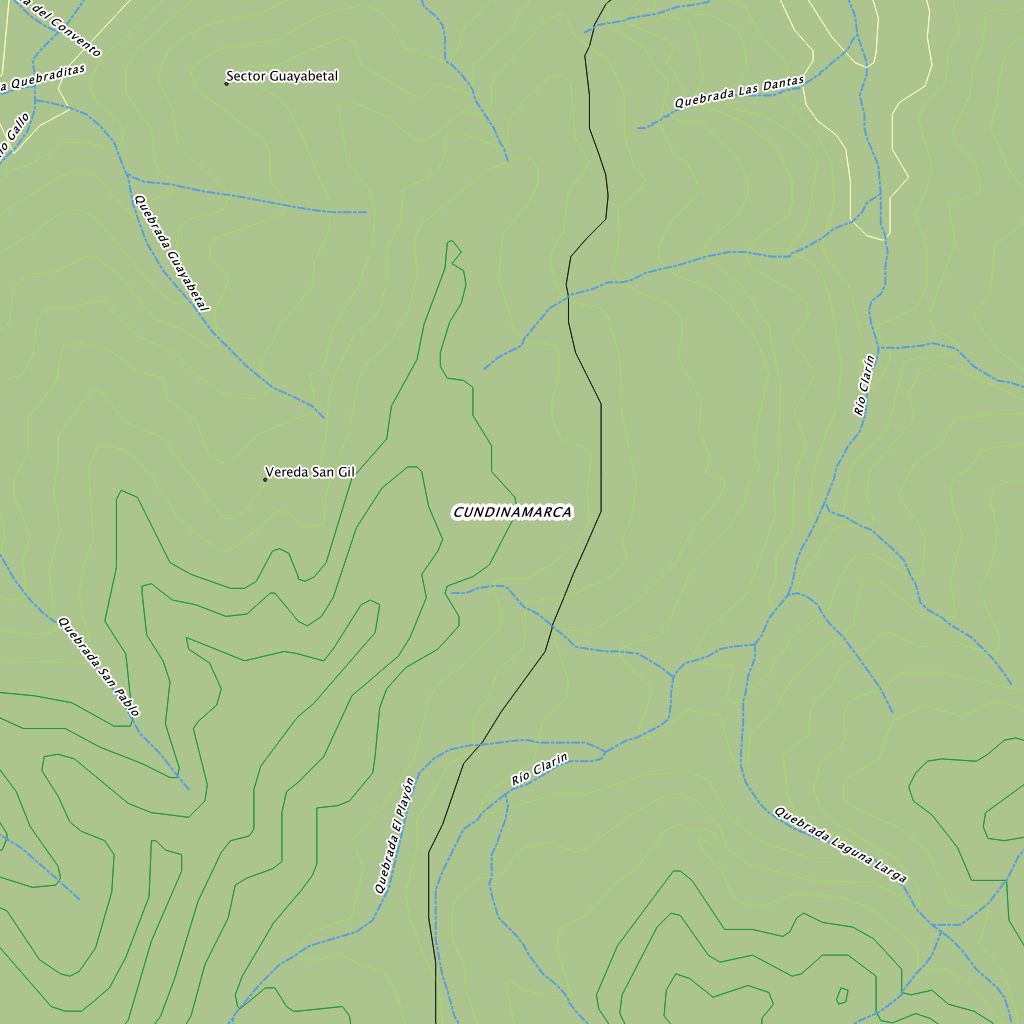 a del Convento
a Quebraditas
Sector Guayabetal
Quebrada Las Dantas
o Gallo
Quebrada Guayabetal
Río Clarín
Vereda San Gil
CUNDINAMARCA
Quebrada San Pablo
Río Clarín
Quebrada El Playón
Quebrada Laguna Larga